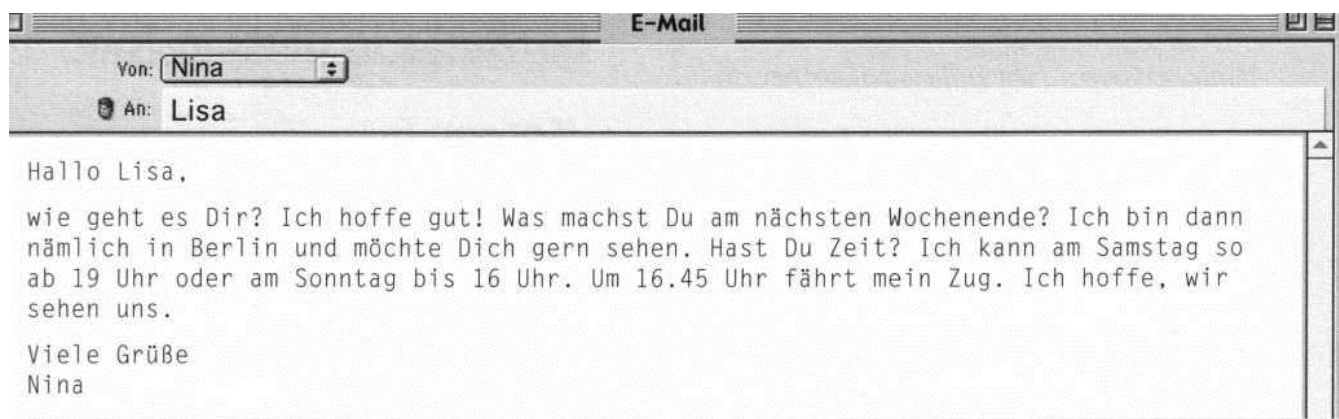 E-Mail
Von: Nina
An: Lisa
Hallo Lisa,
wie geht es Dir? Ich hoffe gut! Was machst Du am nächsten Wochenende? Ich bin dann
nämlich in Berlin und möchte Dich gern sehen. Hast Du Zeit? Ich kann am Samstag so
ab 19 Uhr oder am Sonntag bis 16 Uhr. Um 16.45 Uhr fährt mein Zug. Ich hoffe, wir
sehen uns.
Viele Grüße
Nina